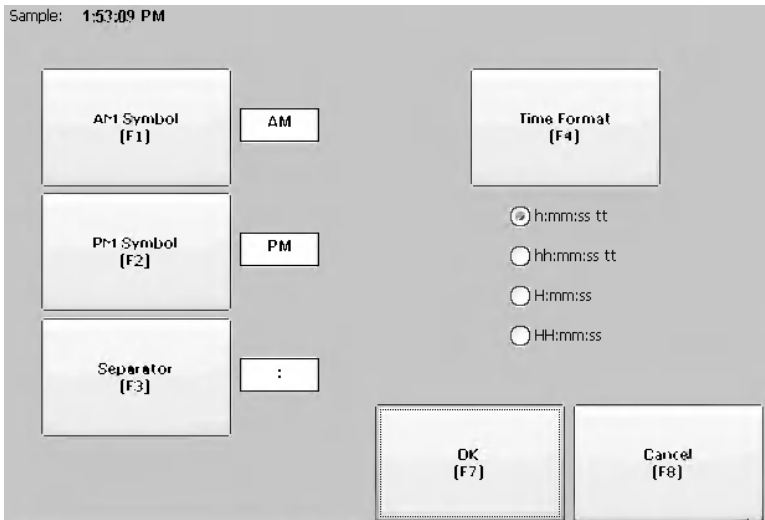 Sample: 1:53:09 PM
AM Symbol
[F1]
AM
Time Format
[F4]
PM Symbol
[F2]
PM
h:mm:ss tt
hh:mm:ss tt
H:mm:ss
HH:mm:ss
Separator
[F3]
:
OK
[F7]
Cancel
[F8]